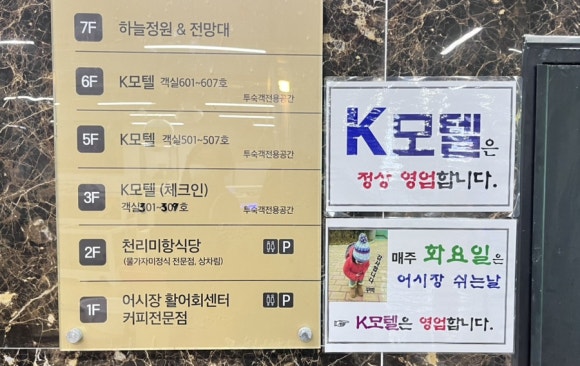 7F 하늘정원 & 전망대
6F K모텔 객실601~607호
투숙객전용공간
5F K모텔 객실501~507호
투숙객전용공간
3F K모텔 (체크인)
객실301-307호
투숙객전용공간
2F 천리미항식당 P
(물가자미정식 전문점, 상차림)
1F 어시장 활어회센터 P
커피전문점
K모텔은
정상 영업합니다.
매주 화요일은
어시장 쉬는날
K모텔은 영업합니다.